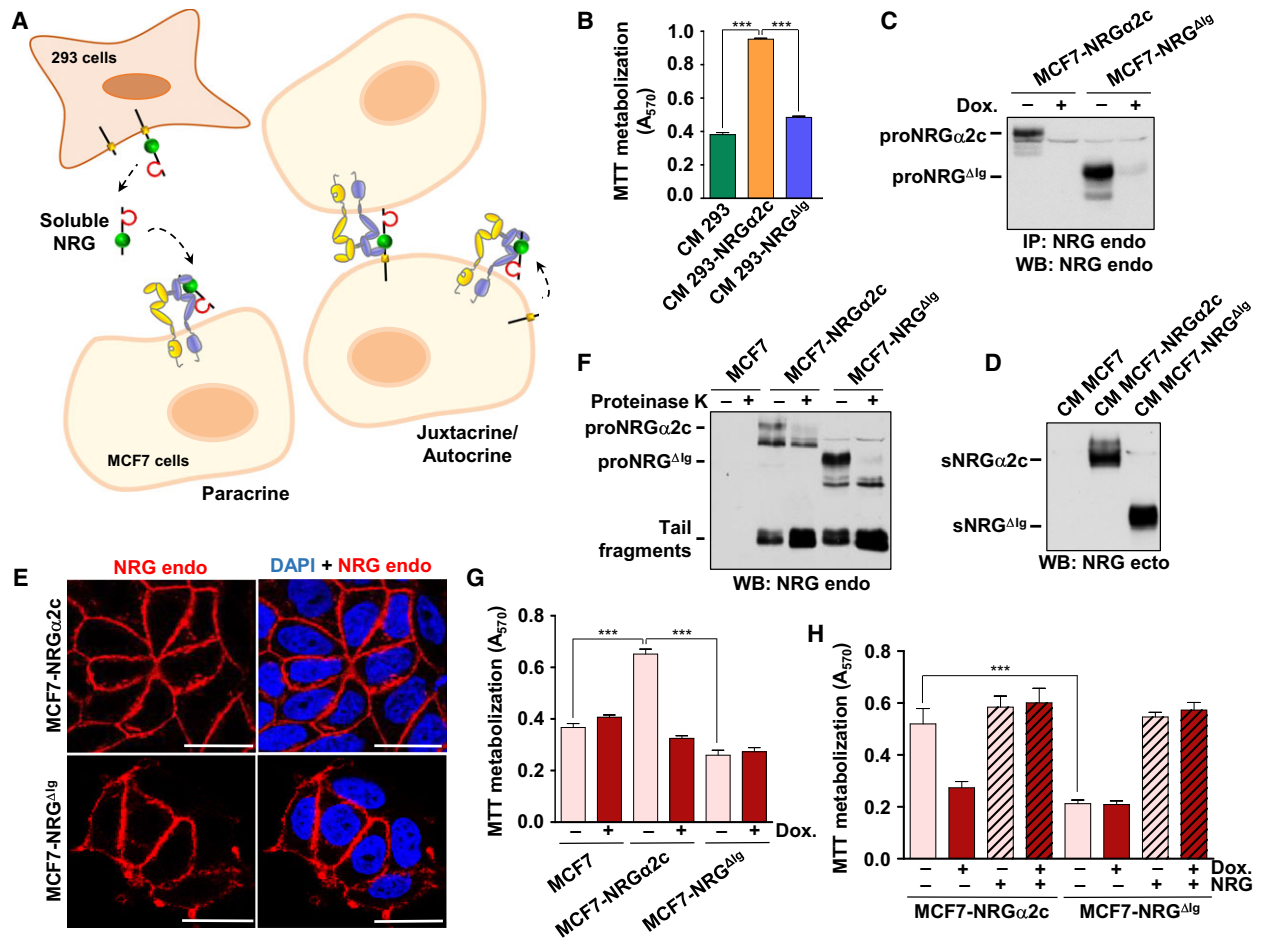 A
293 cells
Soluble
NRG
MCF7 cells
Paracrine
Juxtacrine/
Autocrine
B
MTT metabolization
(A570)
1.0
0.8
0.6
0.4
0.2
0.0
*** ***
CM 293
CM 293-NRGα2c
CM 293-NRGΔIg
C
MCF7-NRGα2c
MCF7-NRGΔIg
Dox. – + – +
proNRGα2c
proNRGΔIg
IP: NRG endo
WB: NRG endo
F
MCF7
MCF7-NRGα2c
MCF7-NRGΔIg
Proteinase K – + – + – +
proNRGα2c
proNRGΔIg
Tail
fragments
WB: NRG endo
D
CM MCF7
CM MCF7-NRGα2c
CM MCF7-NRGΔIg
sNRGα2c
sNRGΔIg
WB: NRG ecto
E
NRG endo
DAPI + NRG endo
MCF7-NRGα2c
MCF7-NRGΔIg
G
MTT metabolization (A570)
0.8
0.6
0.4
0.2
0.0
*** ***
– + – + – + Dox.
MCF7
MCF7-NRGα2c
MCF7-NRGΔIg
H
MTT metabolization (A570)
0.8
0.6
0.4
0.2
0.0
***
– + – + – + – + Dox.
– – + + – – + + NRG
MCF7-NRGα2c
MCF7-NRGΔIg